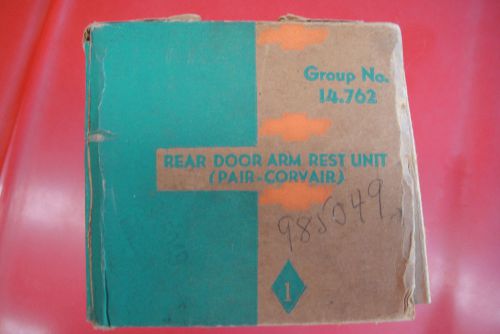 Group No.
14.762
REAR DOOR ARM REST UNIT
(PAIR-CORVAIR)
985049
1